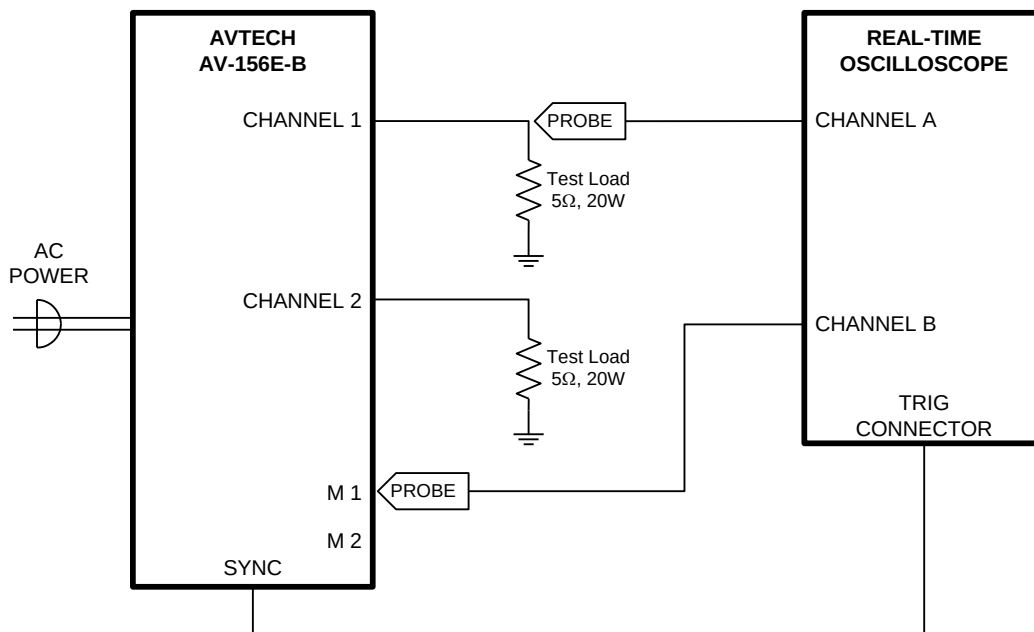 AVTECH
AV-156E-B
CHANNEL 1
PROBE
Test Load
5Ω, 20W
AC
POWER
CHANNEL 2
Test Load
5Ω, 20W
M 1
PROBE
M 2
SYNC
REAL-TIME
OSCILLOSCOPE
CHANNEL A
CHANNEL B
TRIG
CONNECTOR